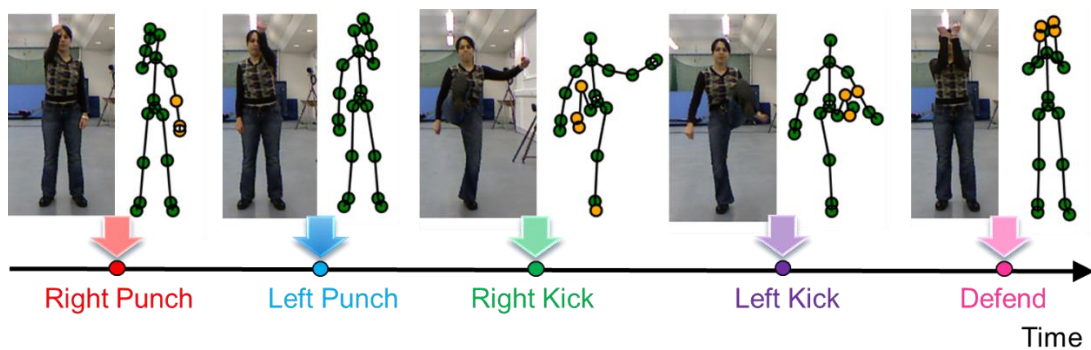 Right Punch
Left Punch
Right Kick
Left Kick
Defend
Time